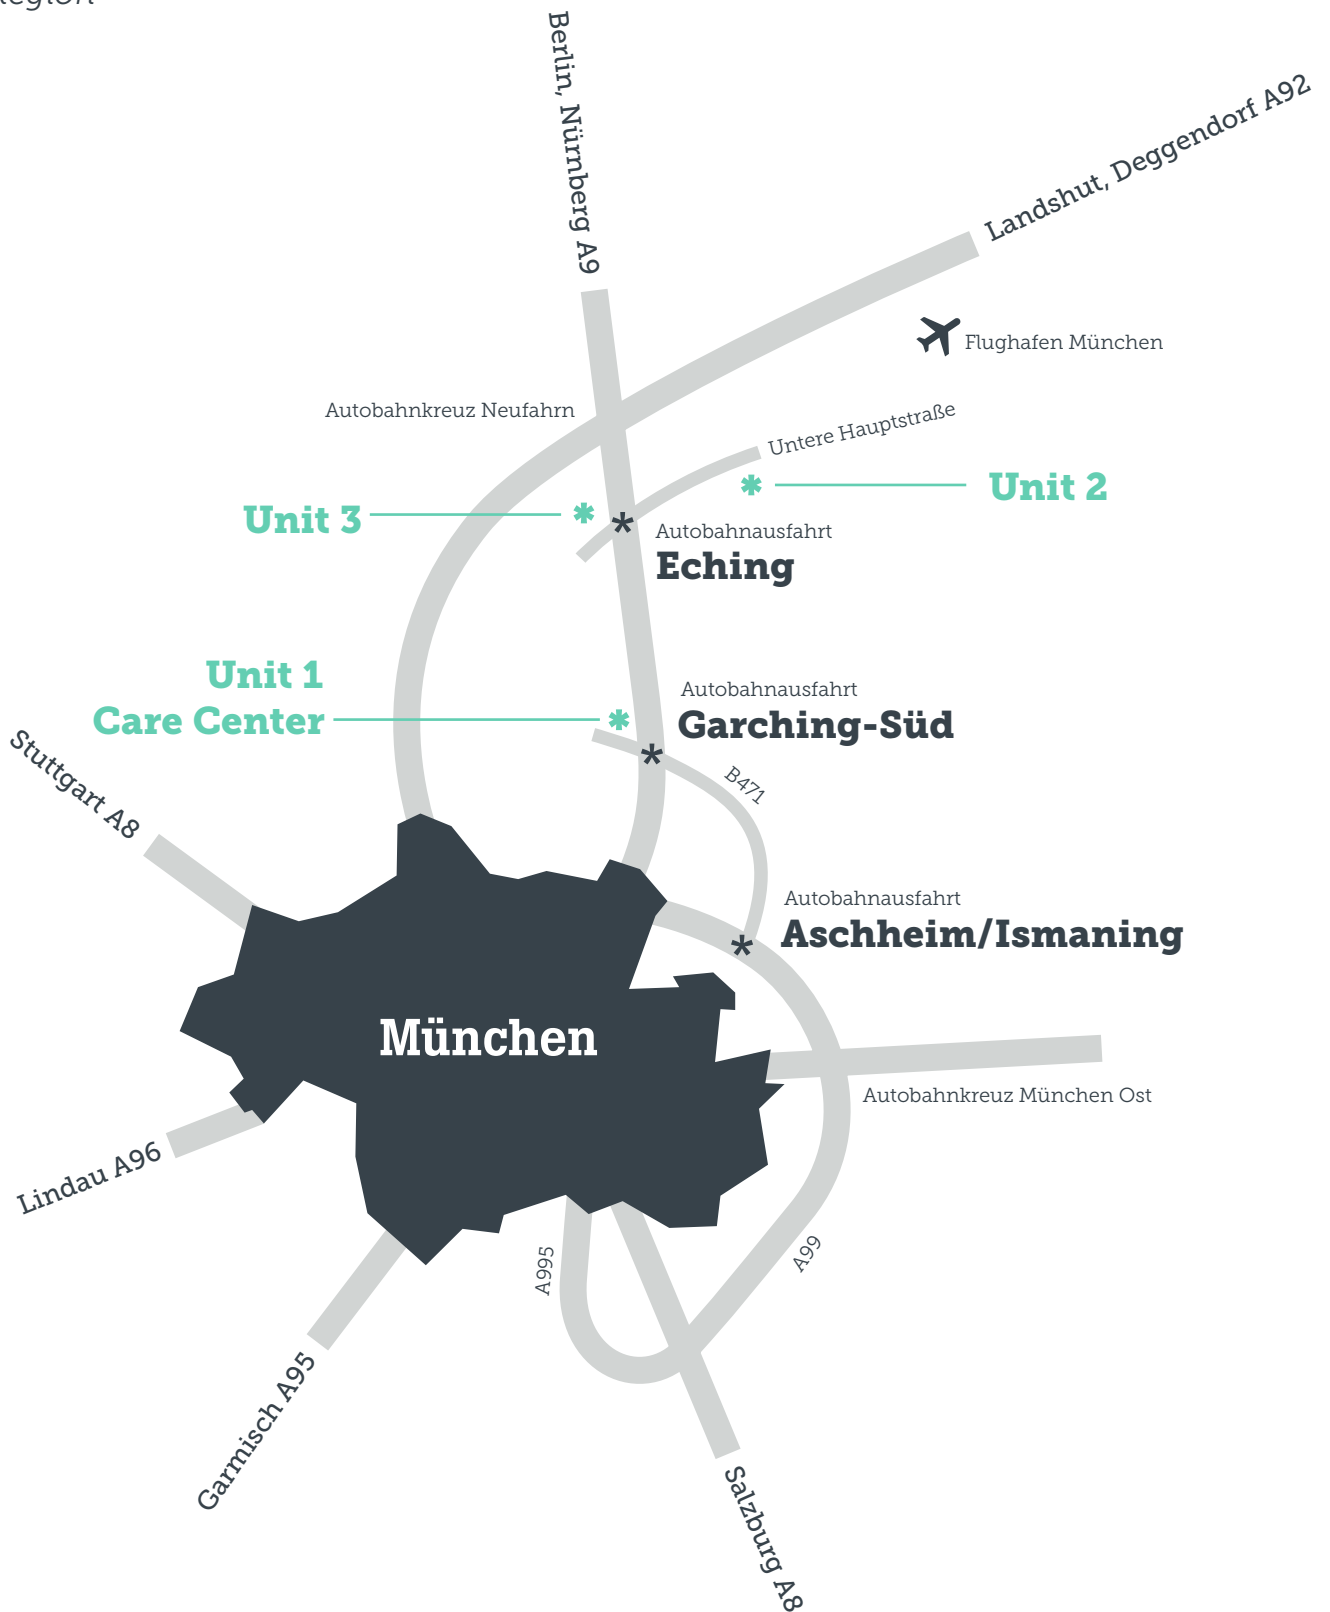 Region
Berlin, Nürnberg A9
Landshut, Deggendorf A92
Flughafen München
Autobahnkreuz Neufahrn
Untere Hauptstraße
Unit 2
Unit 3
Autobahnausfahrt
Eching
Unit 1
Care Center
Autobahnausfahrt
Garching-Süd
Stuttgart A8
B471
Autobahnausfahrt
Aschheim/Ismaning
München
Autobahnkreuz München Ost
Lindau A96
A995
A99
Garmisch A95
Salzburg A8